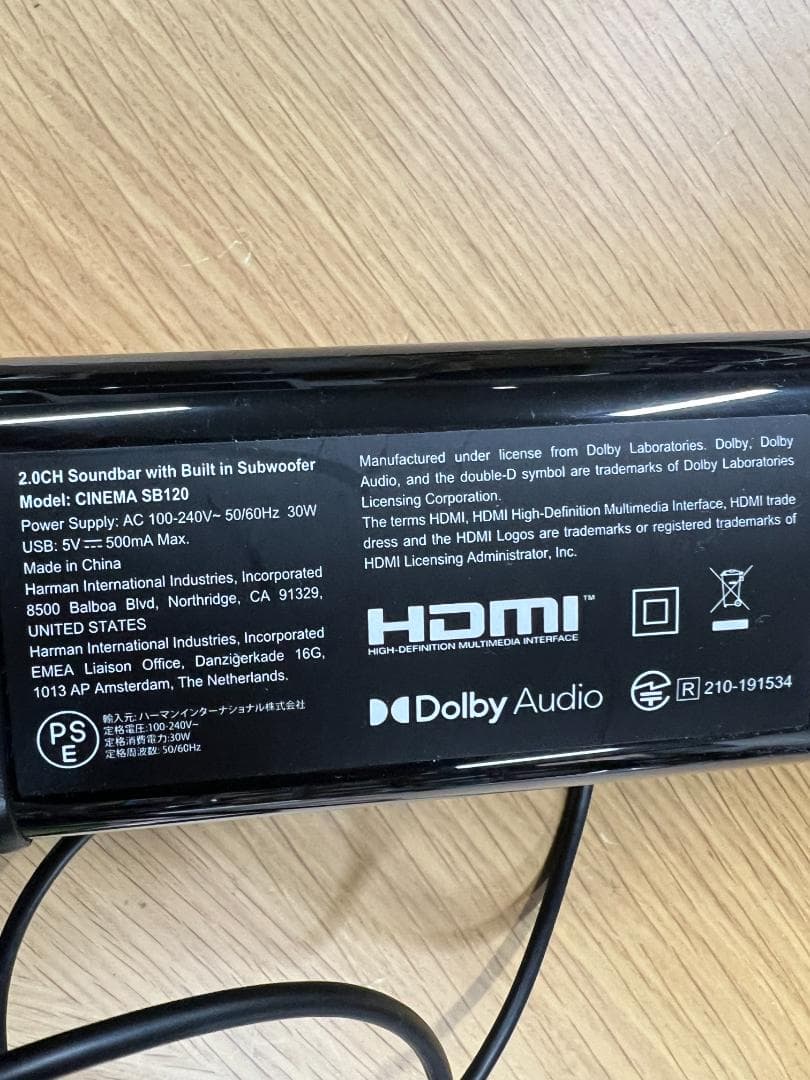 2.0CH Soundbar with Built in Subwoofer
Model: CINEMA SB120
Power Supply: AC 100-240V~ 50/60Hz 30W
USB: 5V⎓500mA Max.
Made in China
Harman International Industries, Incorporated
8500 Balboa Blvd, Northridge, CA 91329,
UNITED STATES
Harman International Industries, Incorporated
EMEA Liaison Office, Danzigerkade 16G,
1013 AP Amsterdam, The Netherlands.
PS
E
輸入元: ハーマンインターナショナル株式会社
定格電圧:100-240V~
定格消費電力:30W
定格周波数: 50/60Hz
Manufactured under license from Dolby Laboratories. Dolby, Dolby
Audio, and the double-D symbol are trademarks of Dolby Laboratories
Licensing Corporation.
The terms HDMI, HDMI High-Definition Multimedia Interface, HDMI trade
dress and the HDMI Logos are trademarks or registered trademarks of
HDMI Licensing Administrator, Inc.
HDMI™
HIGH-DEFINITION MULTIMEDIA INTERFACE
Dolby Audio
R 210-191534